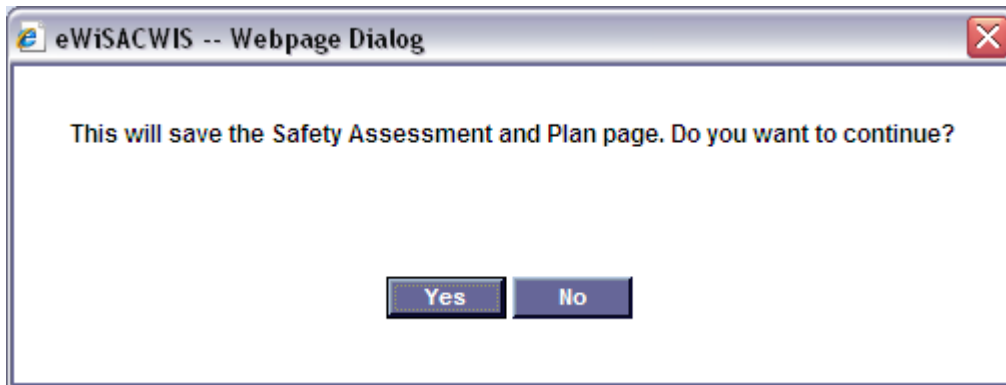 eWiSACWIS -- Webpage Dialog
This will save the Safety Assessment and Plan page. Do you want to continue?
Yes No